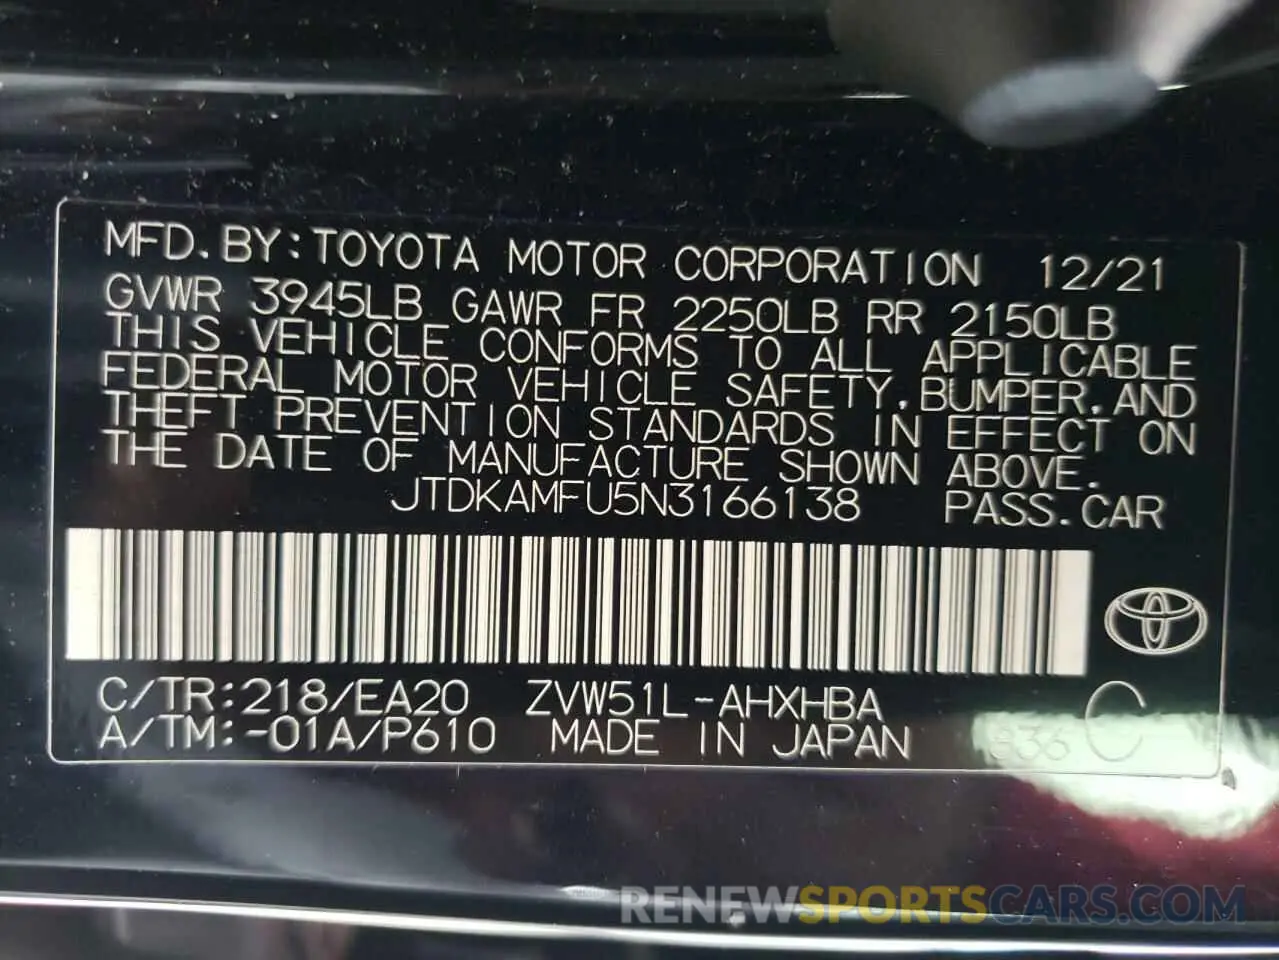 MFD. BY: TOYOTA MOTOR CORPORATION 12/21
GVWR 3945LB GAWR FR 2250LB RR 2150LB
THIS VEHICLE CONFORMS TO ALL APPLICABLE
FEDERAL MOTOR VEHICLE SAFETY, BUMPER, AND
THEFT PREVENTION STANDARDS IN EFFECT ON
THE DATE OF MANUFACTURE SHOWN ABOVE.
JTDKAMFU5N3166138 PASS. CAR
C/TR:218/EA20 ZVW51L-AHXHBA
A/TM:-01A/P610 MADE IN JAPAN 836 C
RENEWSPORTSCARS.COM